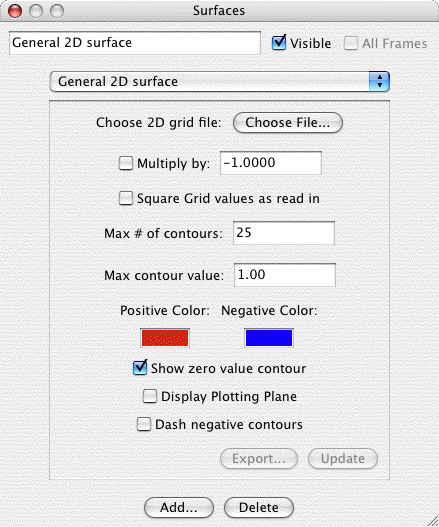 Surfaces
General 2D surface Visible All Frames
General 2D surface
Choose 2D grid file: Choose File...
Multiply by: -1.0000
Square Grid values as read in
Max # of contours: 25
Max contour value: 1.00
Positive Color: Negative Color:
Show zero value contour
Display Plotting Plane
Dash negative contours
Export... Update
Add... Delete